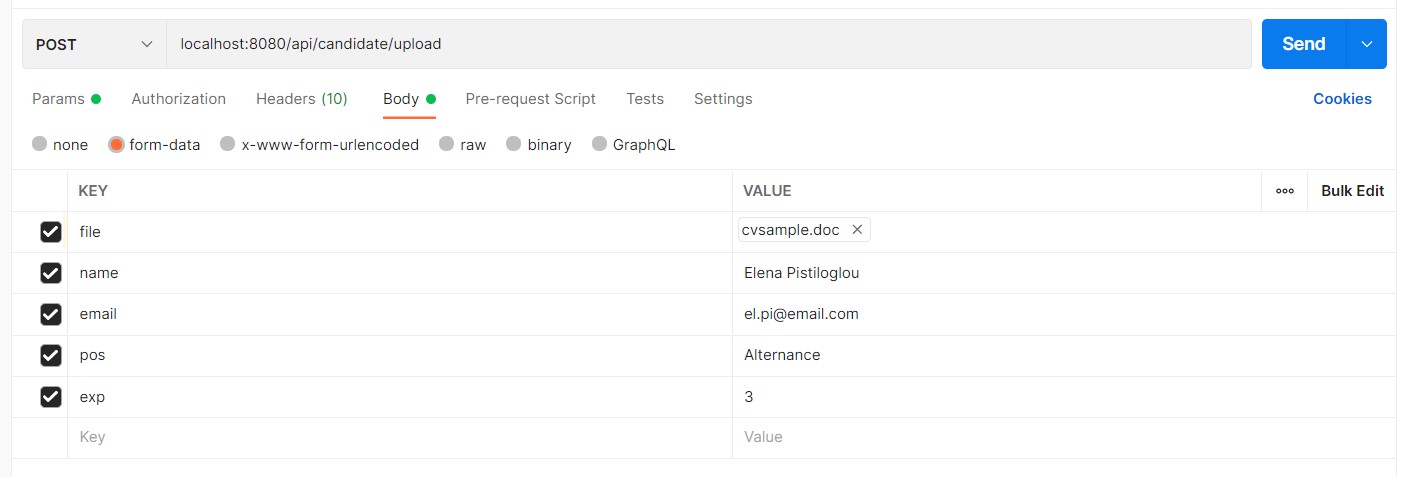 POST localhost:8080/api/candidate/upload Send
Params Authorization Headers (10) Body Pre-request Script Tests Settings Cookies
none form-data x-www-form-urlencoded raw binary GraphQL
KEY VALUE ooo Bulk Edit
file cvsample.doc ×
name Elena Pistiloglou
email el.pi@email.com
pos Alternance
exp 3
Key Value